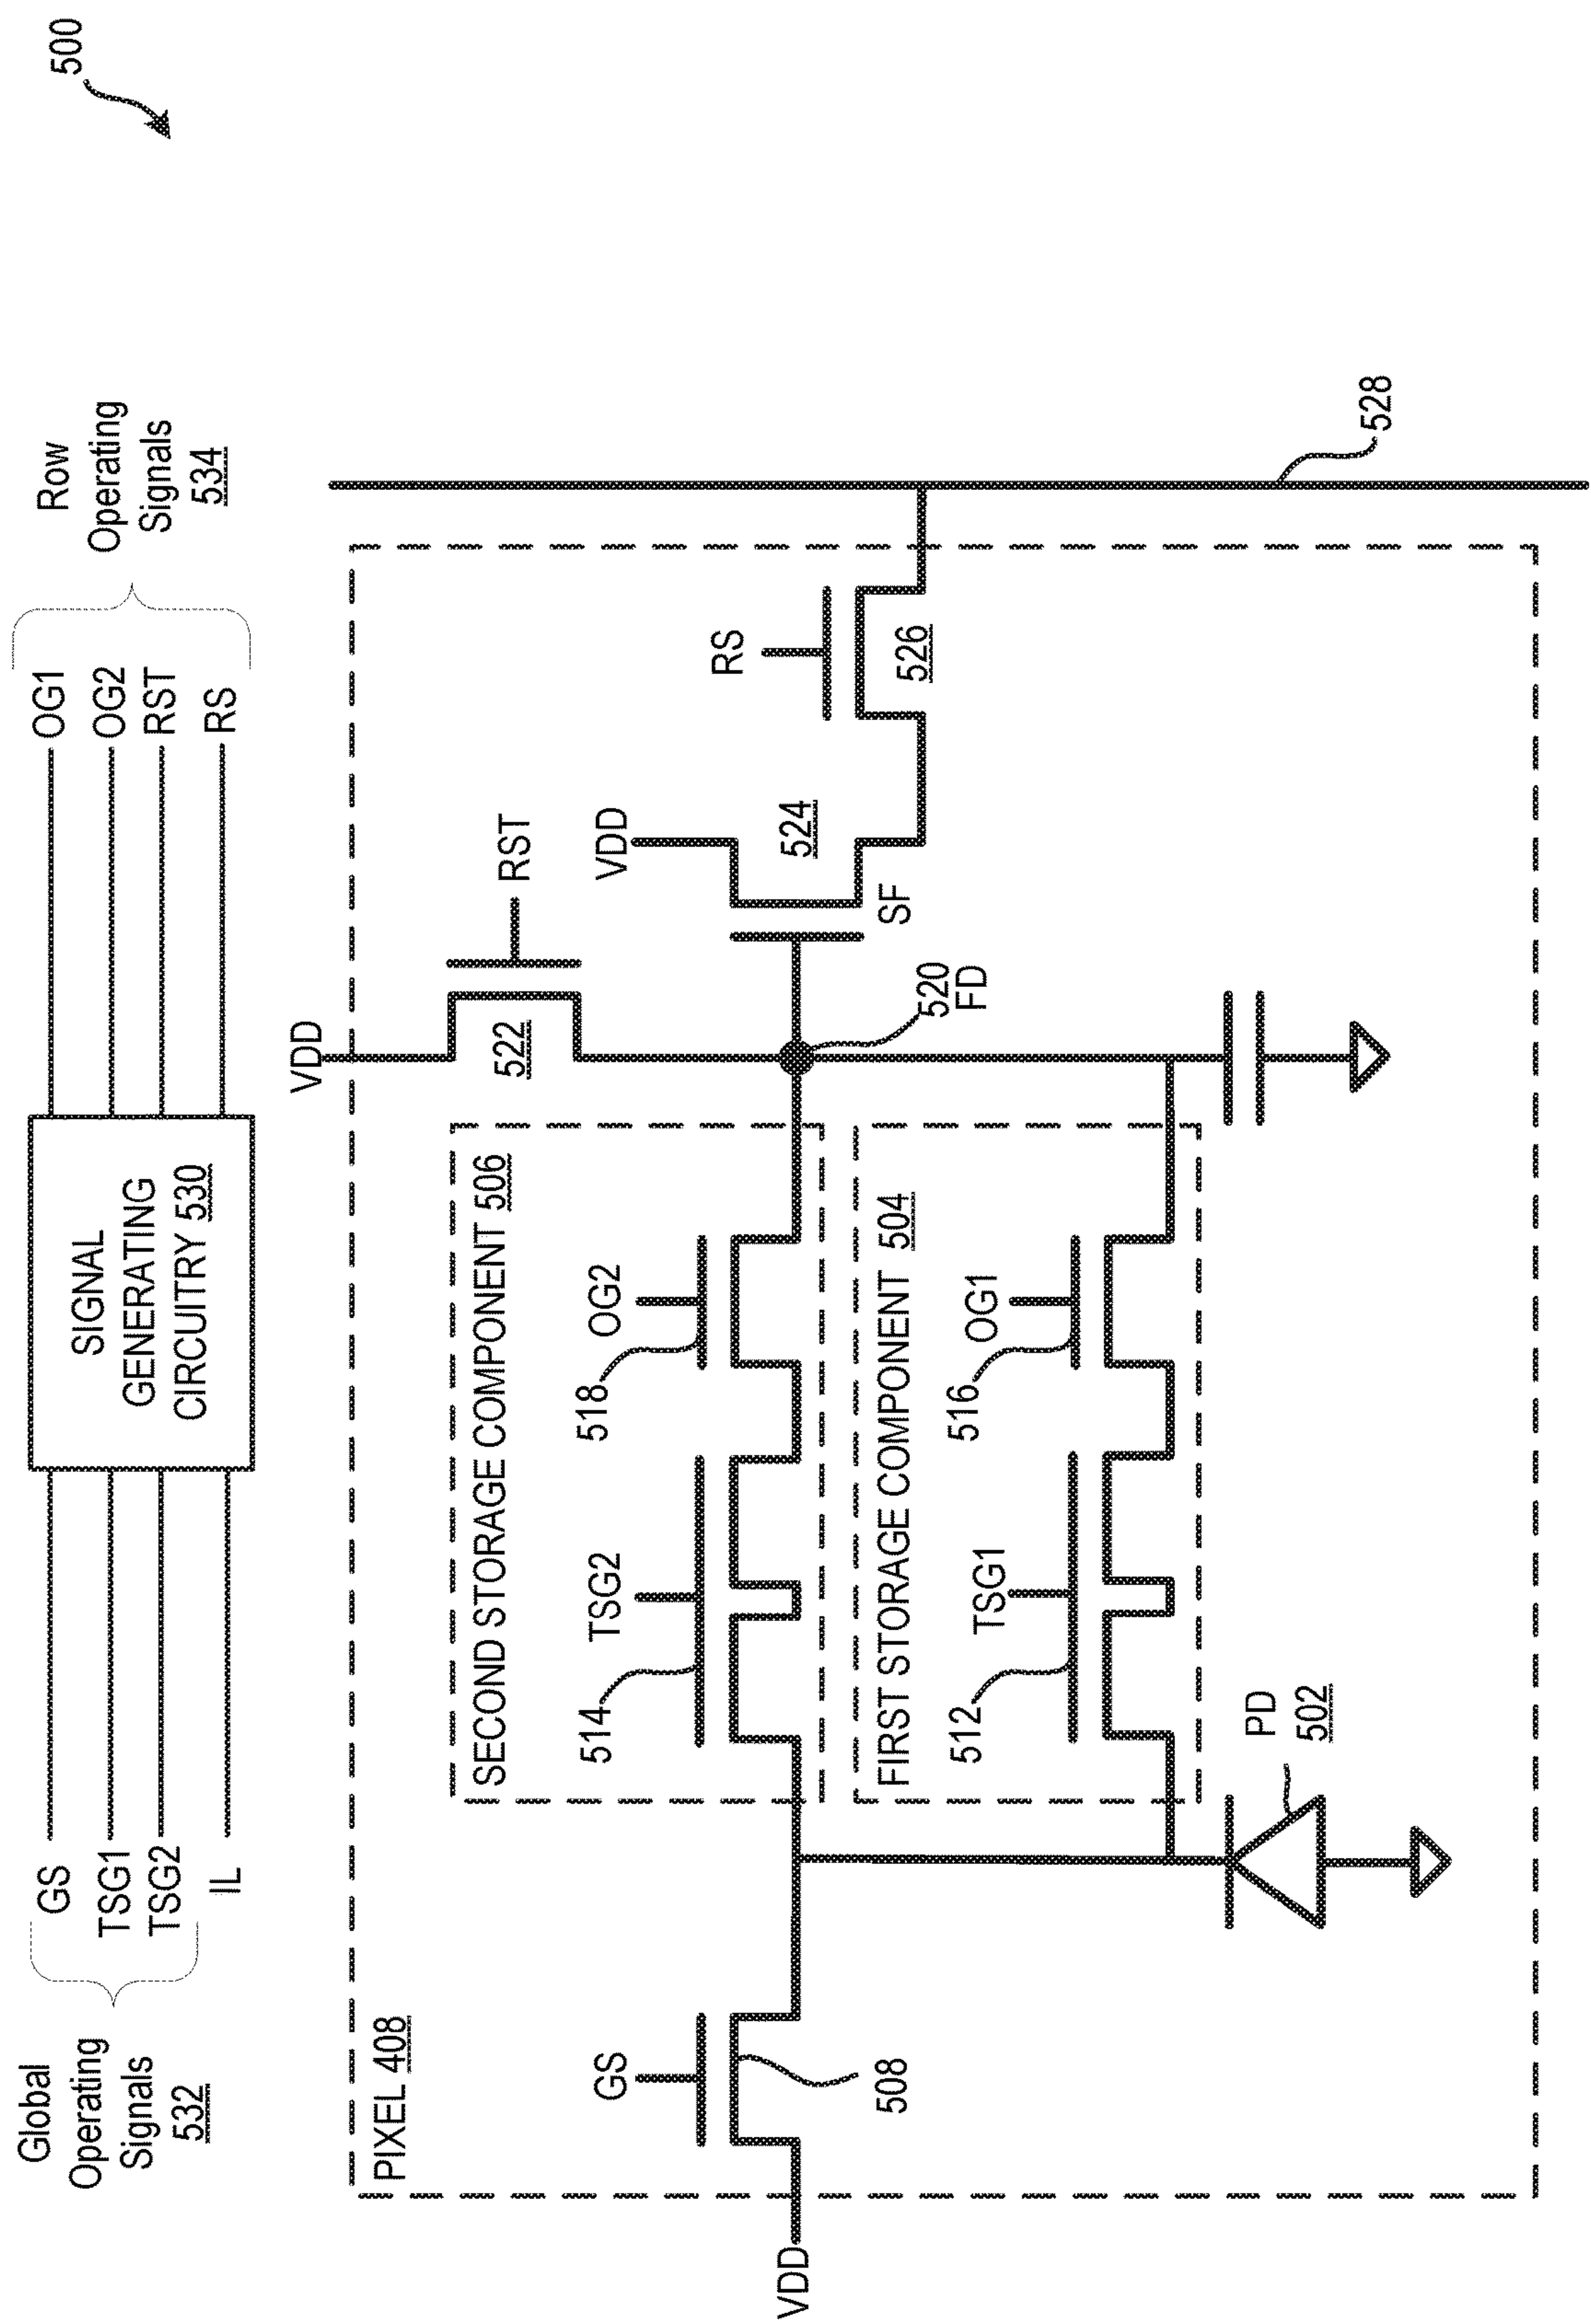 500
Global
Operating
Signals
532
GS
TSG1
TSG2
IL
SIGNAL
GENERATING
CIRCUITRY 530
OG1
OG2
RST
RS
Row
Operating
Signals
534
PIXEL 408
VDD
GS
508
VDD
522
RST
SECOND STORAGE COMPONENT 506
514
TSG2
518
OG2
VDD
524
SF
RS
526
520
FD
FIRST STORAGE COMPONENT 504
512
TSG1
516
OG1
PD
502
528